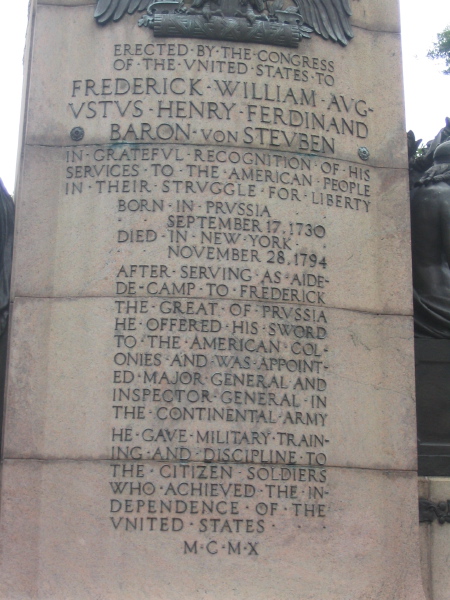 ERECTED·BY·THE·CONGRESS
OF·THE·VNITED·STATES·TO
FREDERICK·WILLIAM·AVG-
VSTVS·HENRY·FERDINAND
BARON·VON STEVBEN
IN·GRATEFVL·RECOGNITION·OF·HIS
SERVICES·TO·THE·AMERICAN·PEOPLE
IN·THEIR·STRVGGLE·FOR·LIBERTY
BORN·IN·PRVSSIA
SEPTEMBER 17, 1730
DIED·IN·NEW·YORK
NOVEMBER 28, 1794
AFTER·SERVING·AS·AIDE-
DE·CAMP·TO·FREDERICK
THE·GREAT·OF·PRVSSIA
HE·OFFERED·HIS·SWORD
TO·THE·AMERICAN·COL-
ONIES·AND·WAS·APPOINT-
ED·MAJOR·GENERAL·AND
INSPECTOR·GENERAL·IN
THE·CONTINENTAL·ARMY
HE·GAVE·MILITARY·TRAIN-
ING·AND·DISCIPLINE·TO
THE·CITIZEN·SOLDIERS
WHO·ACHIEVED·THE·IN-
DEPENDENCE·OF·THE
VNITED·STATES·
M·C·M·X